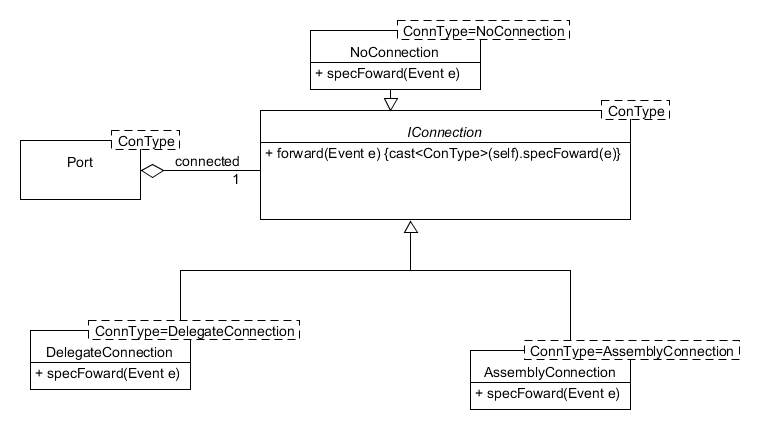 ConnType=NoConnection
NoConnection
+ specFoward(Event e)
ConType
IConnection
+ forward(Event e) {cast<ConType>(self).specFoward(e)}
ConType
Port
connected
1
ConnType=DelegateConnection
DelegateConnection
+ specFoward(Event e)
ConnType=AssemblyConnection
AssemblyConnection
+ specFoward(Event e)